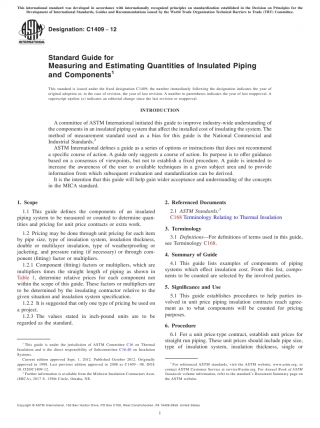 This international standard was developed in accordance with internationally recognized principles on standardization established in the Decision on Principles for the
Development of International Standards, Guides and Recommendations issued by the World Trade Organization Technical Barriers to Trade (TBT) Committee.
Designation: C1409 − 12
Standard Guide for
Measuring and Estimating Quantities of Insulated Piping
and Components1
This standard is issued under the fixed designation C1409; the number immediately following the designation indicates the year of
original adoption or, in the case of revision, the year of last revision. A number in parentheses indicates the year of last reapproval. A
superscript epsilon (ε) indicates an editorial change since the last revision or reapproval.
INTRODUCTION
A committee of ASTM International initiated this guide to improve industry-wide understanding of
the components in an insulated piping system that affect the installed cost of insulating the system. The
method of measurement standard used as a bias for this guide is the National Commercial and
Industrial Standards.2
ASTM International defines a guide as a series of options or instructions that does not recommend
a specific course of action. A guide only suggests a course of action. Its purpose is to offer guidance
based on a consensus of viewpoints, but not to establish a fixed procedure. A guide is intended to
increase the awareness of the user to available techniques in a given subject area and to provide
information from which subsequent evaluation and standardization can be derived.
It is the intention that this guide will help gain wider acceptance and understanding of the concepts
in the MICA standard.
1. Scope
1.1 This guide defines the components of an insulated
piping system to be measured or counted to determine quan-
tities and pricing for unit price contracts or extra work.
1.2 Pricing may be done through unit pricing for each item
by pipe size, type of insulation system, insulation thickness,
double or multilayer insulation, type of weatherproofing or
jacketing, and pressure rating (if necessary) or through com-
ponent (fitting) factor or multipliers.
1.2.1 Component (fitting) factors or multipliers, which are
multipliers times the straight length of piping as shown in
Table 1, determine relative prices for each component not
within the scope of this guide. These factors or multipliers are
to be determined by the insulating contractor relative to the
given situation and insulation system specification.
1.2.2 It is suggested that only one type of pricing be used on
a project.
1.2.3 The values stated in inch-pound units are to be
regarded as the standard.
1 This guide is under the jurisdiction of ASTM Committee C16 on Thermal
Insulation and is the direct responsibility of Subcommittee C16.40 on Insulation
Systems.
Current edition approved Sept. 1, 2012. Published October 2012. Originally
approved in 1998. Last previous edition approved in 2008 as C1409 – 08. DOI:
10.1520/C1409-12.
2 Further information is available from the Midwest Insulation Contractor's Assn.
(MICA), 2017 S. 139th Circle, Omaha, NE.
2. Referenced Documents
2.1 ASTM Standards:3
C168 Terminology Relating to Thermal Insulation
3. Terminology
3.1 Definitions—For definitions of terms used in this guide,
see Terminology C168.
4. Summary of Guide
4.1 This guide lists examples of components of piping
systems which affect insulation cost. From this list, compo-
nents to be counted are selected by the involved parties.
5. Significance and Use
5.1 This guide establishes procedures to help parties in-
volved in unit price piping insulation contracts reach agree-
ment as to what components will be counted for pricing
purposes.
6. Procedure
6.1 For a unit-price-type contract, establish unit prices for
straight run piping. These unit prices should include pipe size,
type of insulation system, insulation thickness, single or
3 For referenced ASTM standards, visit the ASTM website, www.astm.org, or
contact ASTM Customer Service at service@astm.org. For Annual Book of ASTM
Standards volume information, refer to the standard's Document Summary page on
the ASTM website.
Copyright © ASTM International, 100 Barr Harbor Drive, PO Box C700, West Conshohocken, PA 19428-2959. United States
1